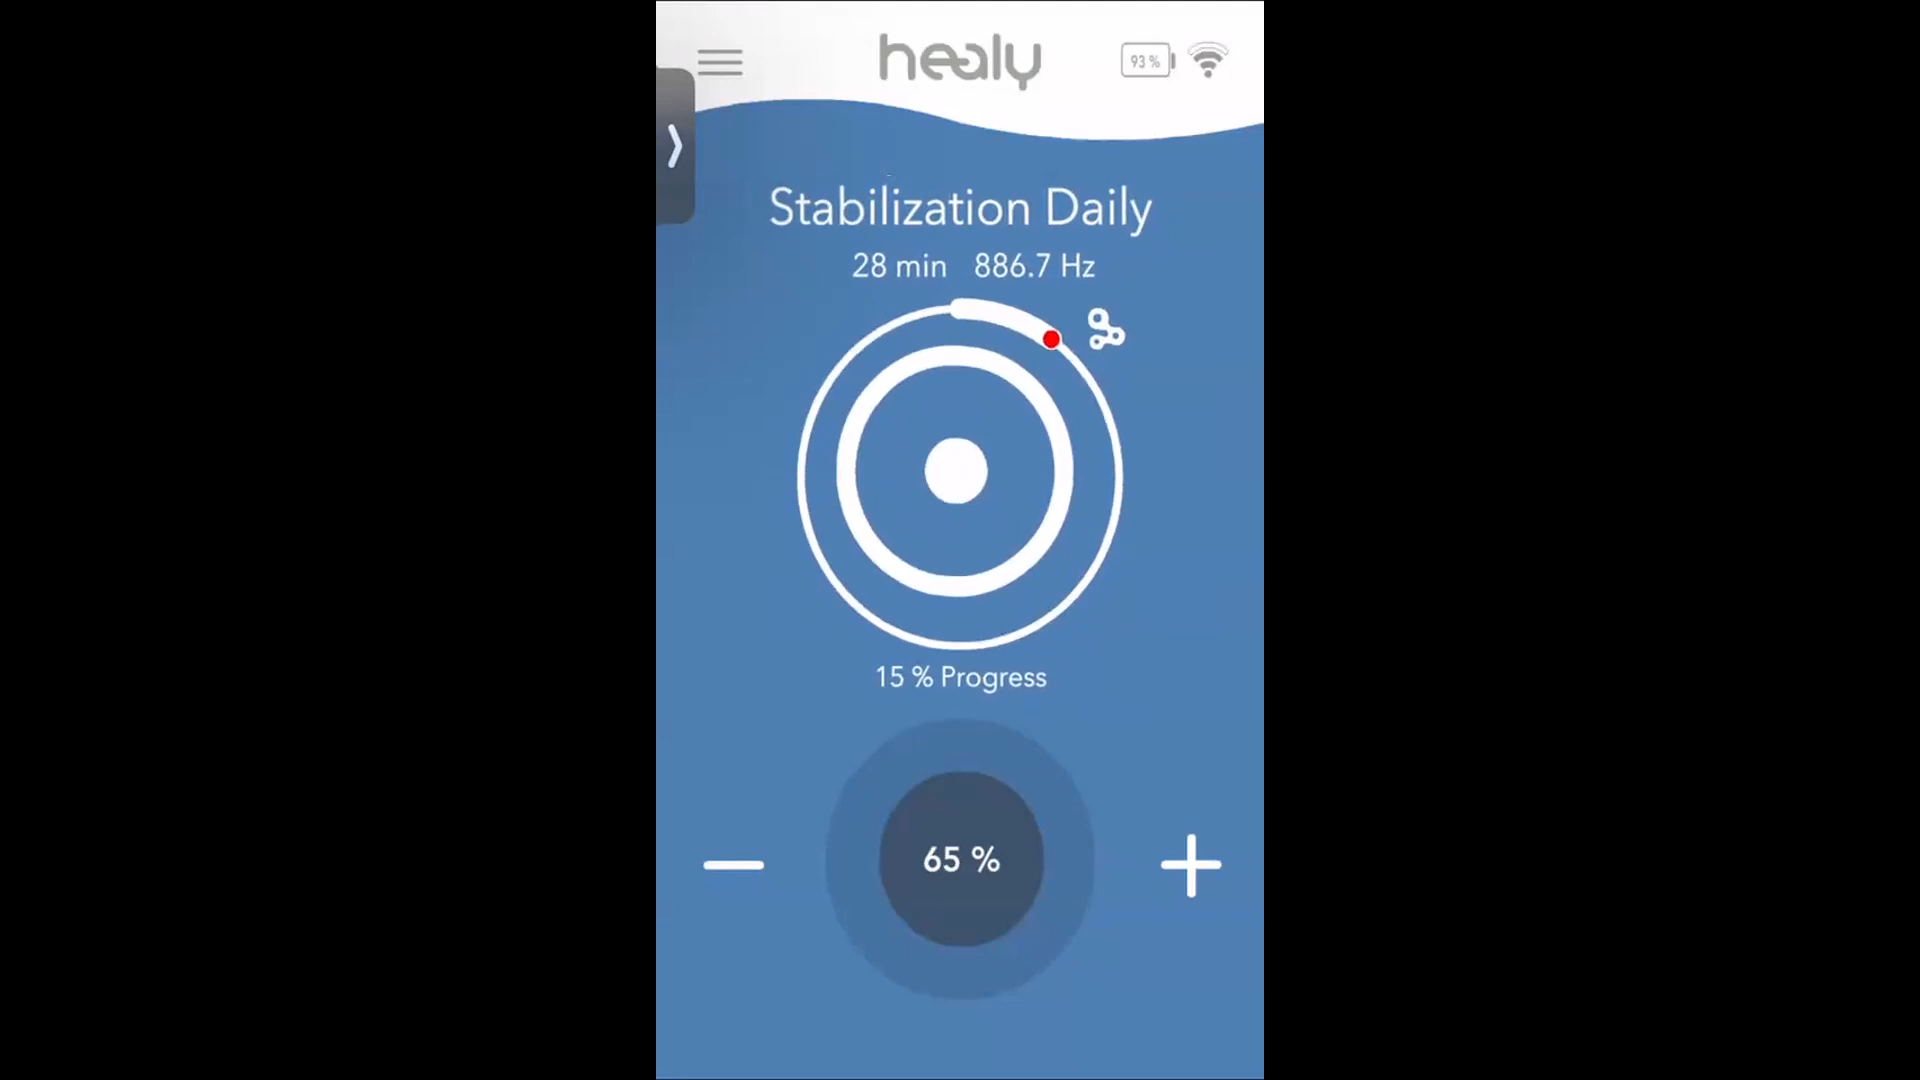 healy
93 %
Stabilization Daily
28 min 886.7 Hz
15 % Progress
65 %